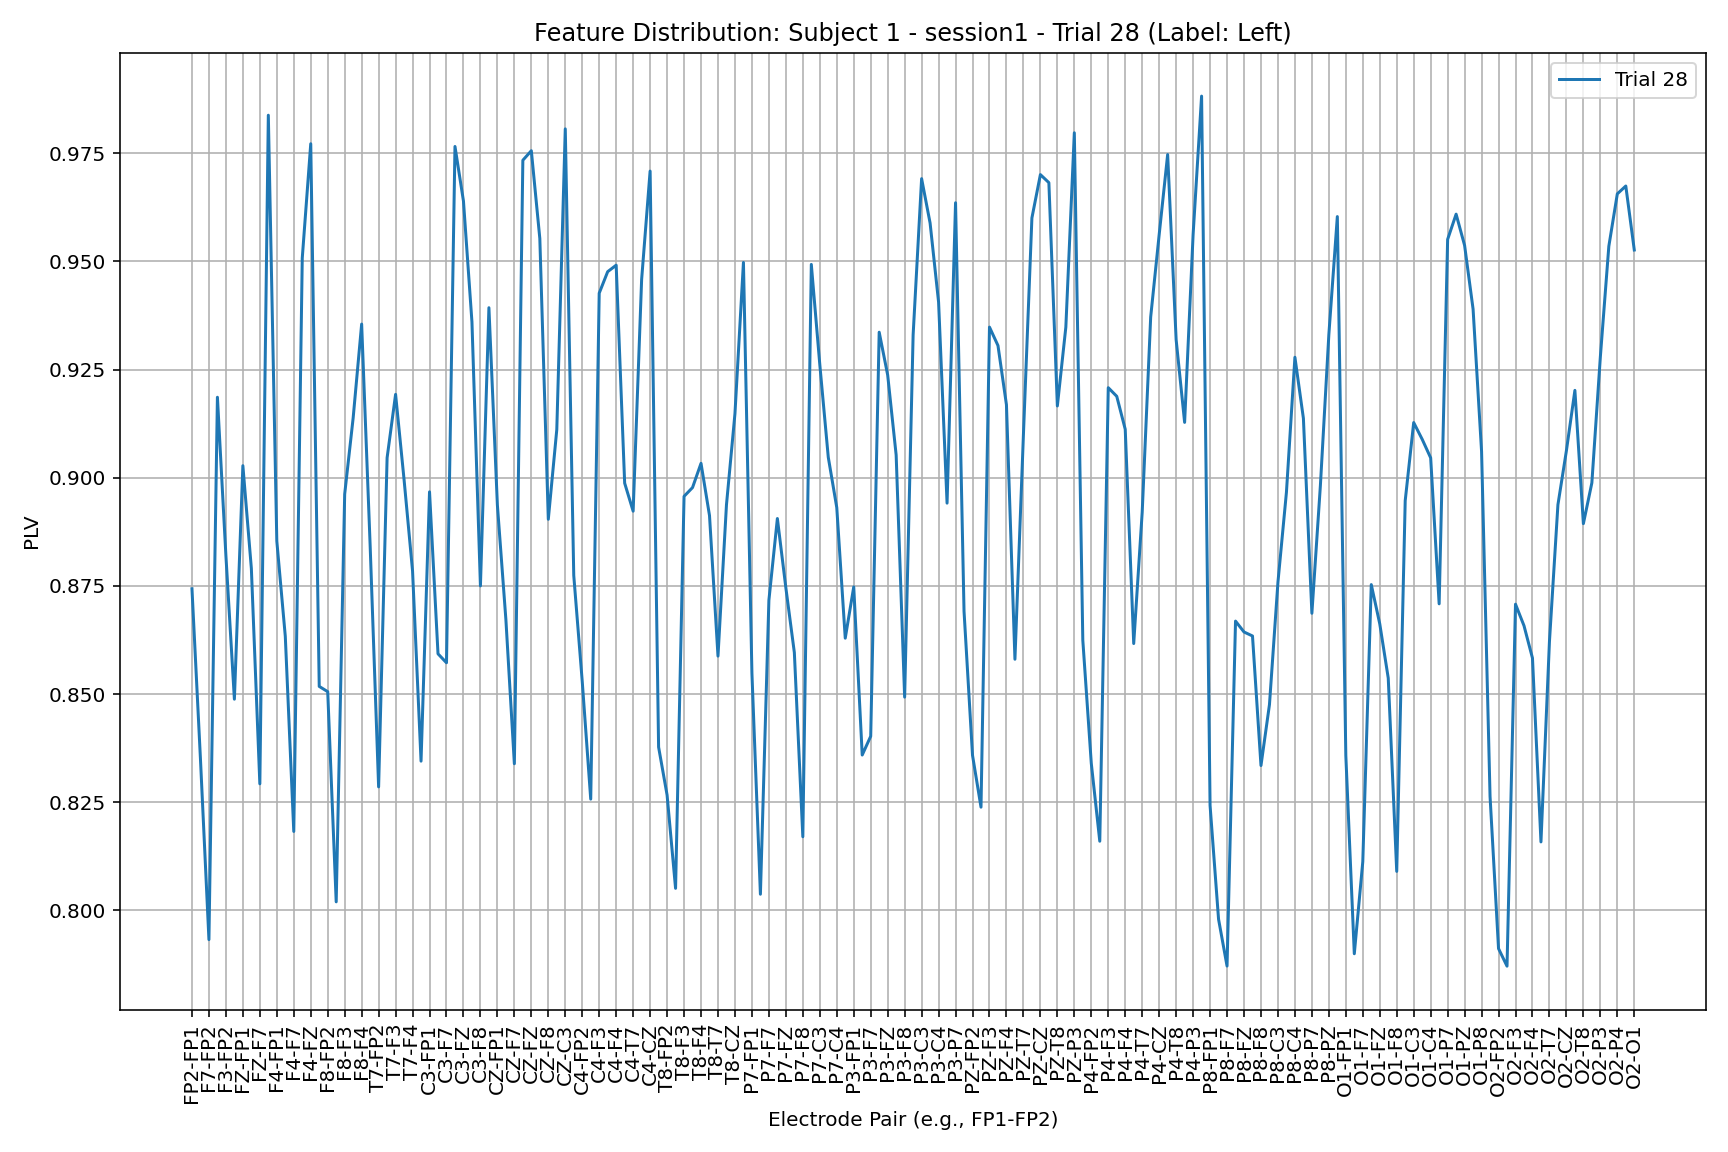 Feature Distribution: Subject 1 - session1 - Trial 28 (Label: Left)
Trial 28
PLV
0.975
0.950
0.925
0.900
0.875
0.850
0.825
0.800
FP2-FP1
F7-FP2
F3-FP2
FZ-FP1
FZ-F7
F4-FP1
F4-F7
F4-FZ
F8-FP2
F8-F3
F8-F4
T7-FP2
T7-F3
T7-F4
C3-FP1
C3-F7
C3-FZ
C3-F8
CZ-FP1
CZ-F7
CZ-FZ
CZ-F8
CZ-C3
C4-FP2
C4-F3
C4-F4
C4-T7
C4-CZ
T8-FP2
T8-F3
T8-F4
T8-T7
T8-CZ
P7-FP1
P7-F7
P7-FZ
P7-F8
P7-C3
P7-C4
P3-FP1
P3-F7
P3-FZ
P3-F8
P3-C3
P3-C4
P3-P7
PZ-FP2
PZ-F3
PZ-F4
PZ-T7
PZ-CZ
PZ-T8
PZ-P3
P4-FP2
P4-F3
P4-F4
P4-T7
P4-CZ
P4-T8
P4-P3
P8-FP1
P8-F7
P8-FZ
P8-F8
P8-C3
P8-C4
P8-P7
P8-PZ
O1-FP1
O1-F7
O1-FZ
O1-F8
O1-C3
O1-C4
O1-P7
O1-PZ
O1-P8
O2-FP2
O2-F3
O2-F4
O2-T7
O2-CZ
O2-T8
O2-P3
O2-P4
O2-O1
Electrode Pair (e.g., FP1-FP2)